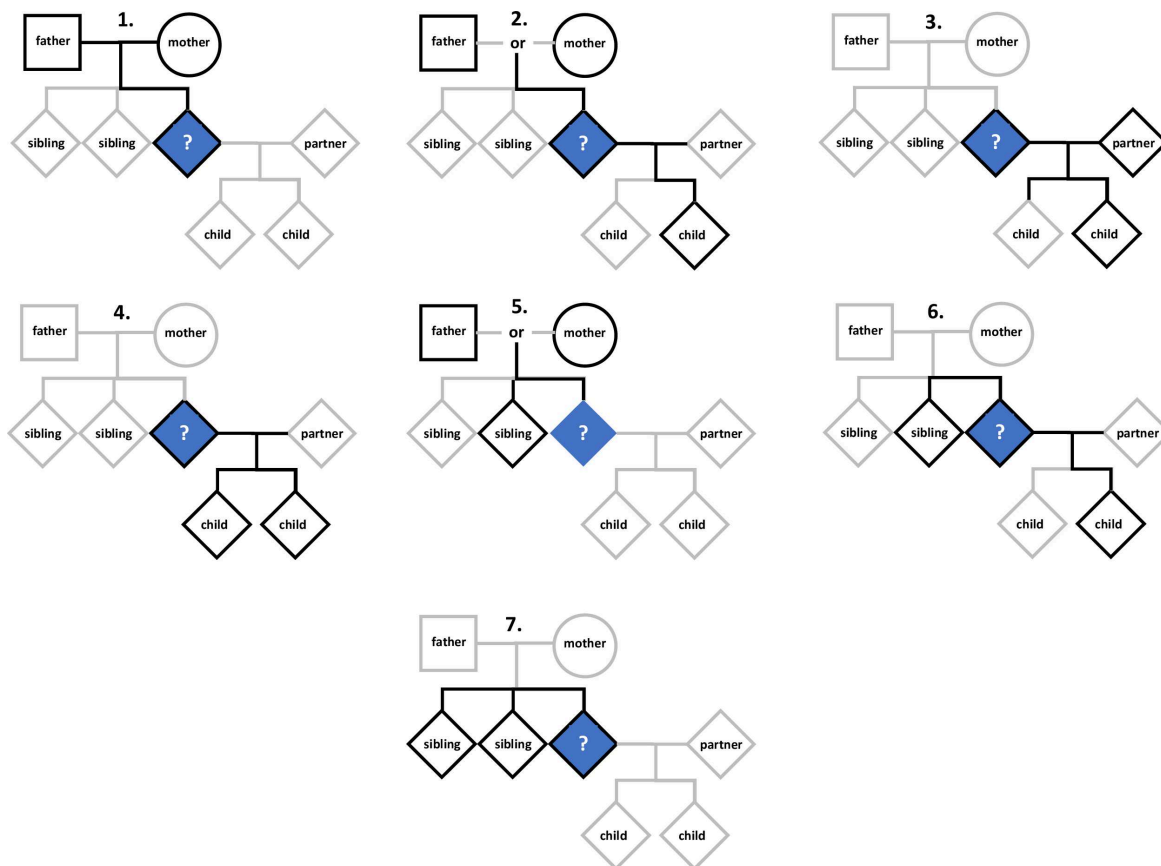 1.
father
mother
sibling
sibling
?
partner
child
child
2.
father
or
mother
sibling
sibling
?
partner
child
child
3.
father
mother
sibling
sibling
?
partner
child
child
4.
father
mother
sibling
sibling
?
partner
child
child
5.
father
or
mother
sibling
sibling
?
partner
child
child
6.
father
mother
sibling
sibling
?
partner
child
child
7.
father
mother
sibling
sibling
?
partner
child
child